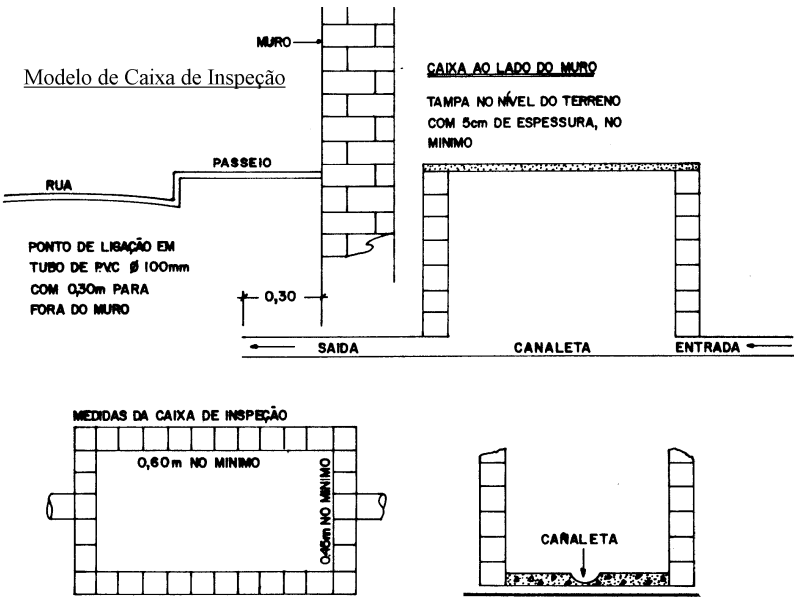 MURO
Modelo de Caixa de Inspeção
CAIXA AO LADO DO MURO
TAMPA NO NÍVEL DO TERRENO
COM 5cm DE ESPESSURA, NO
MINIMO
PASSEIO
RUA
PONTO DE LIGAÇÃO EM
TUBO DE PVC Ø 100mm
COM 0,30m PARA
FORA DO MURO
0,30
SAIDA
CANALETA
ENTRADA
MEDIDAS DA CAIXA DE INSPEÇÃO
0,60m NO MINIMO
0,45m NO MINIMO
CAÑALETA